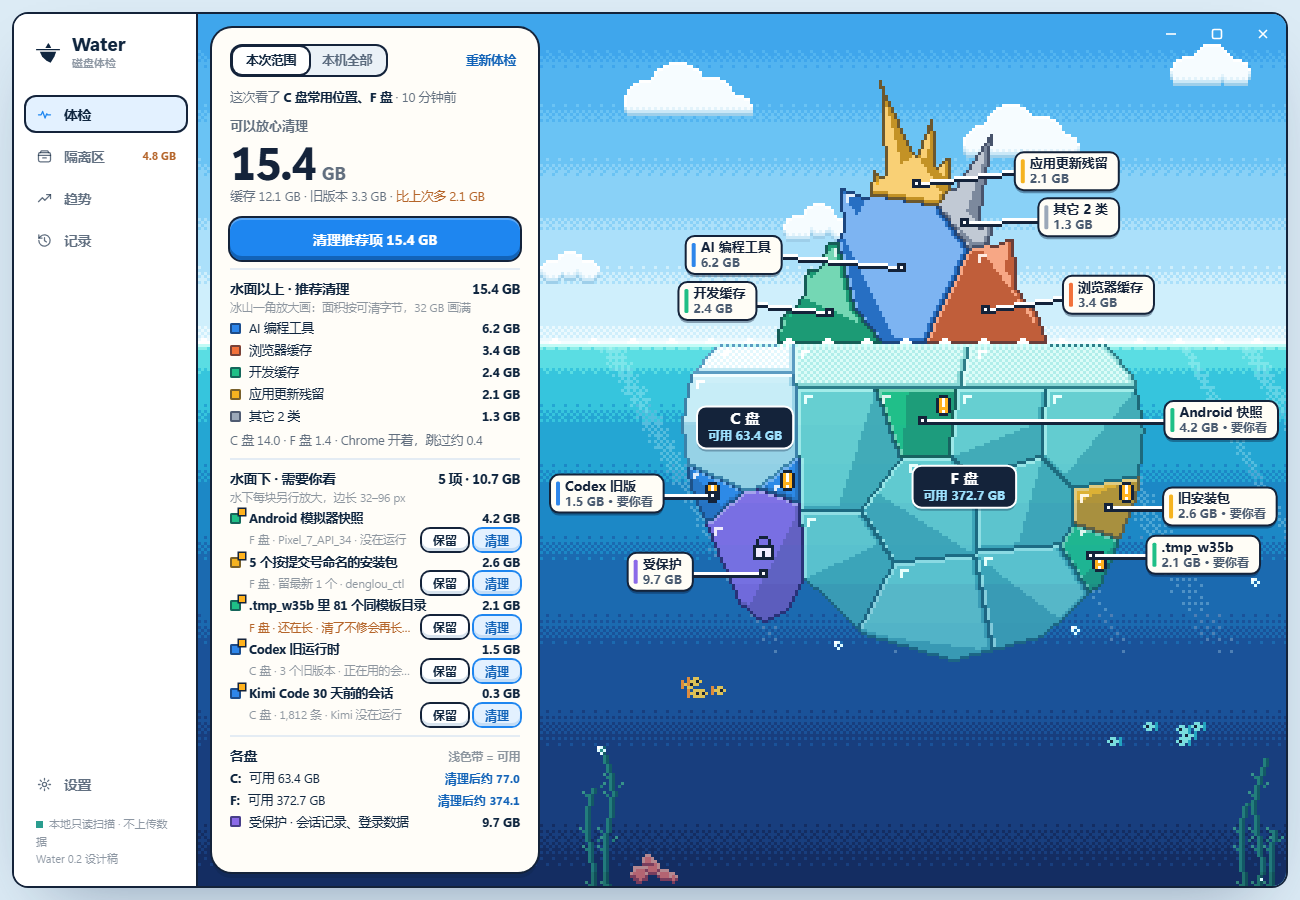 Water
磁盘体检
体检
隔离区 4.8 GB
趋势
记录
设置
本地只读扫描 · 不上传数
据
Water 0.2 设计稿
本次范围 本机全部 重新体检
这次看了 C 盘常用位置、F 盘 · 10 分钟前
可以放心清理
15.4 GB
缓存 12.1 GB · 旧版本 3.3 GB · 比上次多 2.1 GB
清理推荐项 15.4 GB
水面以上 · 推荐清理 15.4 GB
冰山一角放大画：面积按可清字节，32 GB 画满
AI 编程工具 6.2 GB
浏览器缓存 3.4 GB
开发缓存 2.4 GB
应用更新残留 2.1 GB
其它 2 类 1.3 GB
C 盘 14.0 · F 盘 1.4 · Chrome 开着，跳过约 0.4
水面下 · 需要你看 5 项 · 10.7 GB
水下每块另行放大，边长 32–96 px
Android 模拟器快照 4.2 GB
F 盘 · Pixel_7_API_34 · 没在运行 保留 清理
5 个按提交号命名的安装包 2.6 GB
F 盘 · 留最新 1 个 · denglou_ctl 保留 清理
.tmp_w35b 里 81 个同模板目录 2.1 GB
F 盘 · 还在长 · 清了不修会再长... 保留 清理
Codex 旧运行时 1.5 GB
C 盘 · 3 个旧版本 · 正在用的会... 保留 清理
Kimi Code 30 天前的会话 0.3 GB
C 盘 · 1,812 条 · Kimi 没在运行 保留 清理
各盘 浅色带 = 可用
C: 可用 63.4 GB 清理后约 77.0
F: 可用 372.7 GB 清理后约 374.1
受保护 · 会话记录、登录数据 9.7 GB
应用更新残留
2.1 GB
其它 2 类
1.3 GB
AI 编程工具
6.2 GB
开发缓存
2.4 GB
浏览器缓存
3.4 GB
C 盘
可用 63.4 GB
Android 快照
4.2 GB • 要你看
F 盘
可用 372.7 GB
Codex 旧版
1.5 GB • 要你看
旧安装包
2.6 GB • 要你看
.tmp_w35b
2.1 GB • 要你看
受保护
9.7 GB